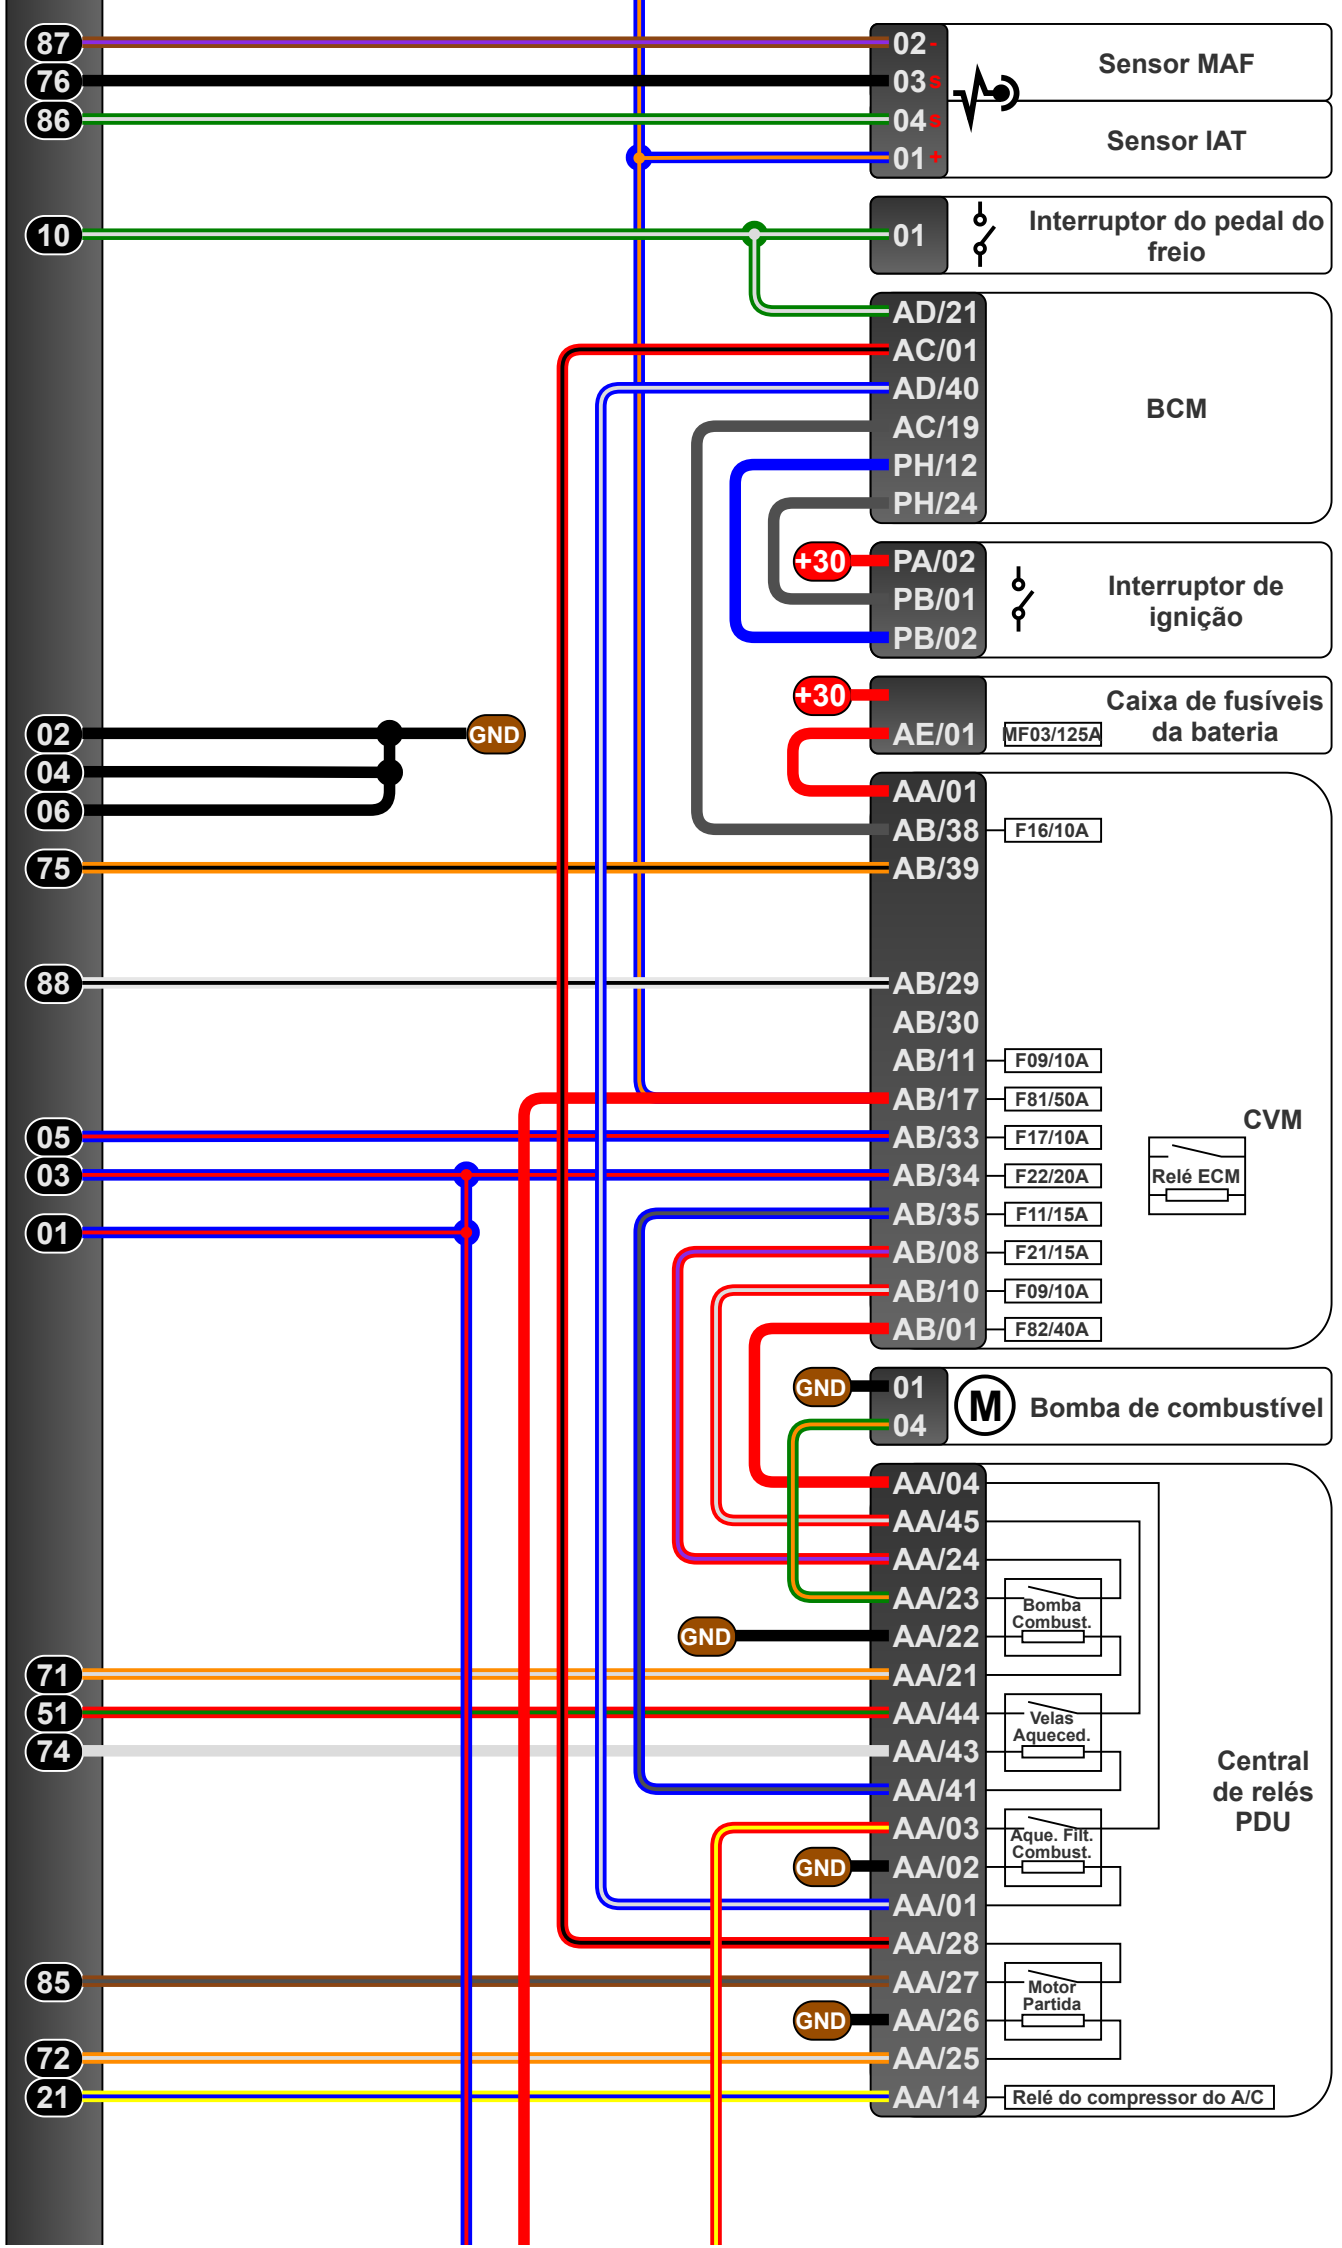 87 02 -
Sensor MAF
76 03 s
86 04 s
Sensor IAT
01 +
10 01
Interruptor do pedal do
freio
AD/21
AC/01
AD/40
BCM
AC/19
PH/12
PH/24
+30 PA/02
Interruptor de
PB/01
ignição
PB/02
+30
Caixa de fusíveis
02 GND AE/01 MF03/125A
da bateria
04
AA/01
06
AB/38 F16/10A
75 AB/39
88 AB/29
AB/30
AB/11 F09/10A
AB/17 F81/50A
CVM
05 AB/33 F17/10A
03 AB/34 F22/20A
Relé ECM
AB/35 F11/15A
01
AB/08 F21/15A
AB/10 F09/10A
AB/01 F82/40A
GND 01
M Bomba de combustível
04
AA/04
AA/45
AA/24
AA/23
Bomba
Combust.
GND AA/22
71 AA/21
51 AA/44
Velas
Aqueced.
74 AA/43
Central
de relés
PDU
AA/41
AA/03
Aque. Filt.
Combust.
GND AA/02
AA/01
AA/28
85 AA/27
Motor
Partida
GND AA/26
72 AA/25
21 AA/14 Relé do compressor do A/C